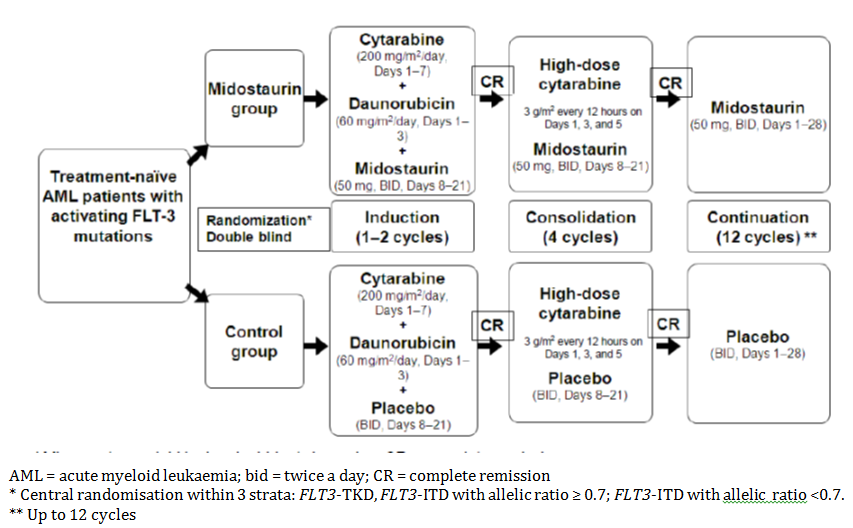 Treatment-naïve
AML patients with
activating FLT-3
mutations
Midostaurin
group
Cytarabine
(200 mg/m²/day,
Days 1–7)
+
Daunorubicin
(60 mg/m²/day, Days 1–
3)
+
Midostaurin
(50 mg, BID, Days 8–21)
CR
High-dose
cytarabine
3 g/m² every 12 hours on
Days 1, 3, and 5
Midostaurin
(50 mg, BID, Days 8–21)
CR
Midostaurin
(50 mg, BID, Days 1–28)
Randomization*
Double blind
Induction
(1–2 cycles)
Consolidation
(4 cycles)
Continuation
(12 cycles) **
Control
group
Cytarabine
(200 mg/m²/day,
Days 1–7)
+
Daunorubicin
(60 mg/m²/day, Days 1–
3)
+
Placebo
(BID, Days 8–21)
CR
High-dose
cytarabine
3 g/m² every 12 hours on
Days 1, 3, and 5
Placebo
(BID, Days 8–21)
CR
Placebo
(BID, Days 1–28)
AML = acute myeloid leukaemia; bid = twice a day; CR = complete remission
* Central randomisation within 3 strata: FLT3-TKD, FLT3-ITD with allelic ratio ≥ 0.7; FLT3-ITD with allelic ratio <0.7.
** Up to 12 cycles